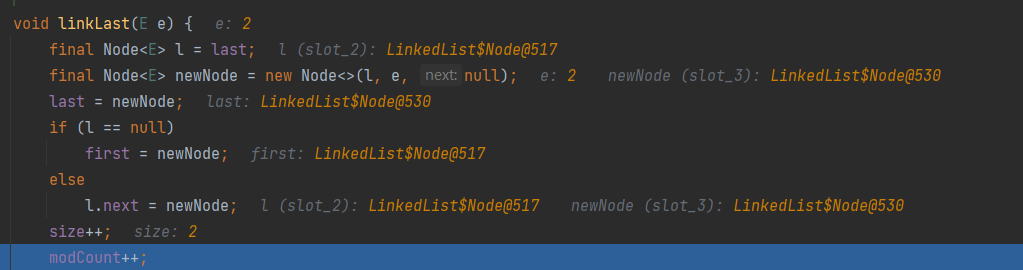 void linkLast(E e) {  e: 2
    final Node<E> l = last;  l (slot_2): LinkedList$Node@517
    final Node<E> newNode = new Node<>(l, e, next: null);  e: 2  newNode (slot_3): LinkedList$Node@530
    last = newNode;  last: LinkedList$Node@530
    if (l == null)
        first = newNode;  first: LinkedList$Node@517
    else
        l.next = newNode;  l (slot_2): LinkedList$Node@517  newNode (slot_3): LinkedList$Node@530
    size++;  size: 2
    modCount++;